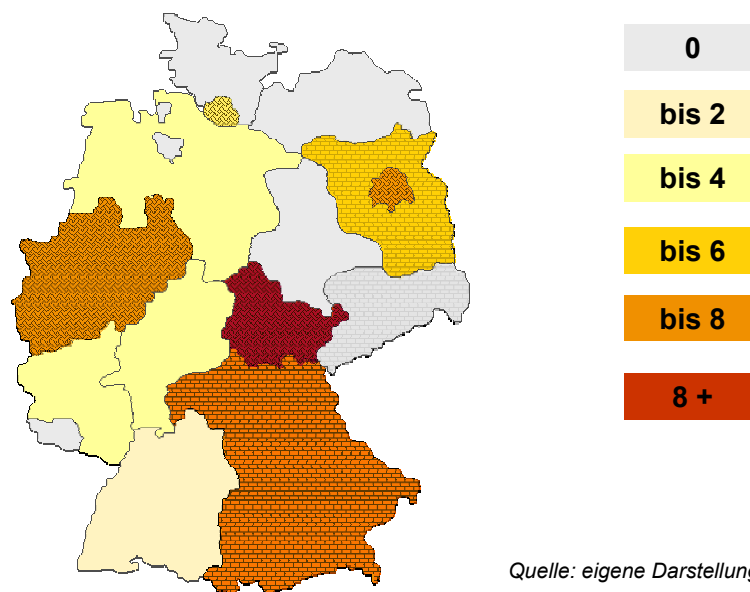 0
bis 2
bis 4
bis 6
bis 8
8 +
Quelle: eigene Darstellung